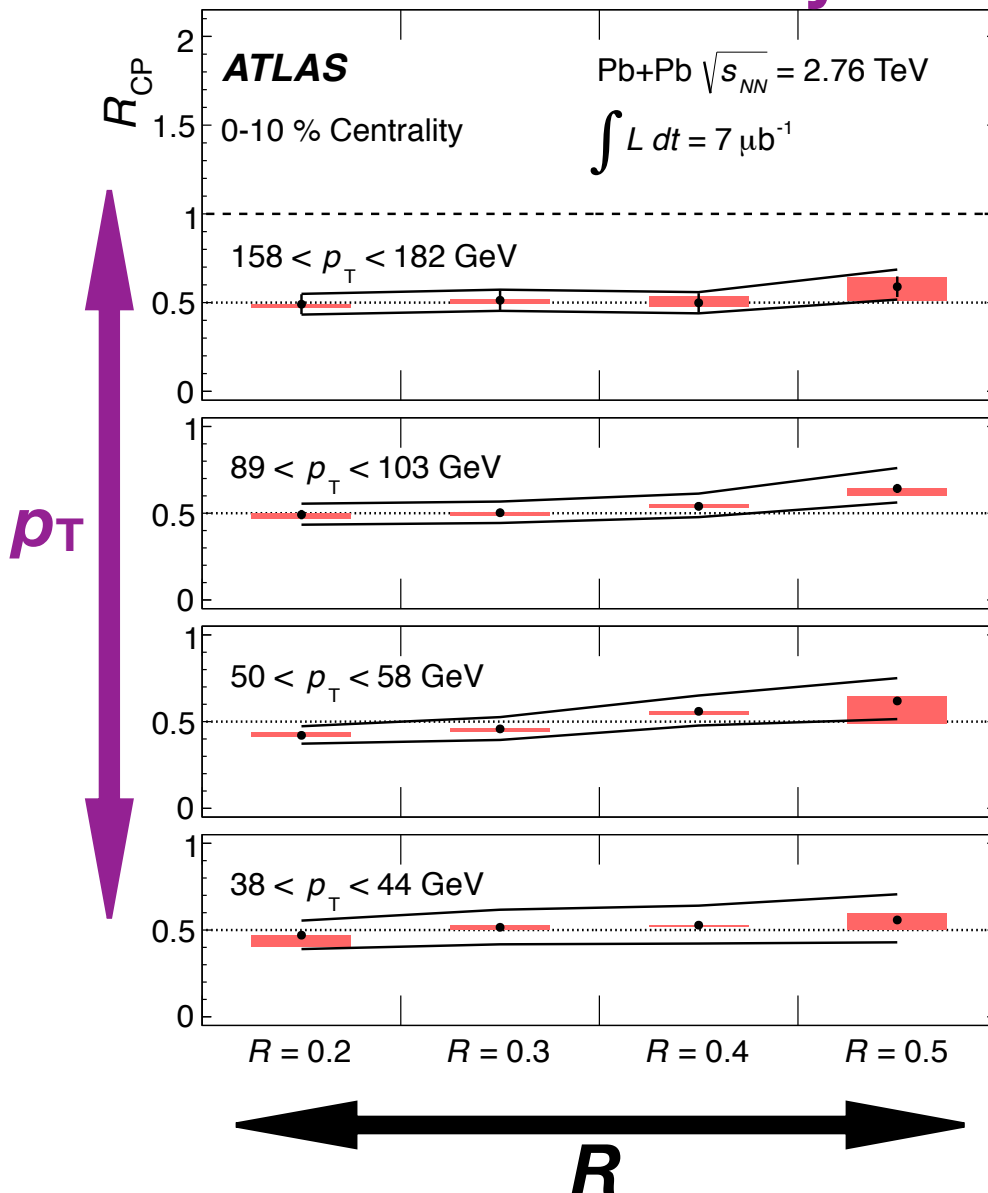 2
R_CP
ATLAS
Pb+Pb √s_NN = 2.76 TeV
1.5
0-10 % Centrality
∫ L dt = 7 μb^-1
1
158 < p_T < 182 GeV
0.5
0
1
89 < p_T < 103 GeV
0.5
p_T
0
1
50 < p_T < 58 GeV
0.5
0
1
38 < p_T < 44 GeV
0.5
0
R = 0.2 R = 0.3 R = 0.4 R = 0.5
R